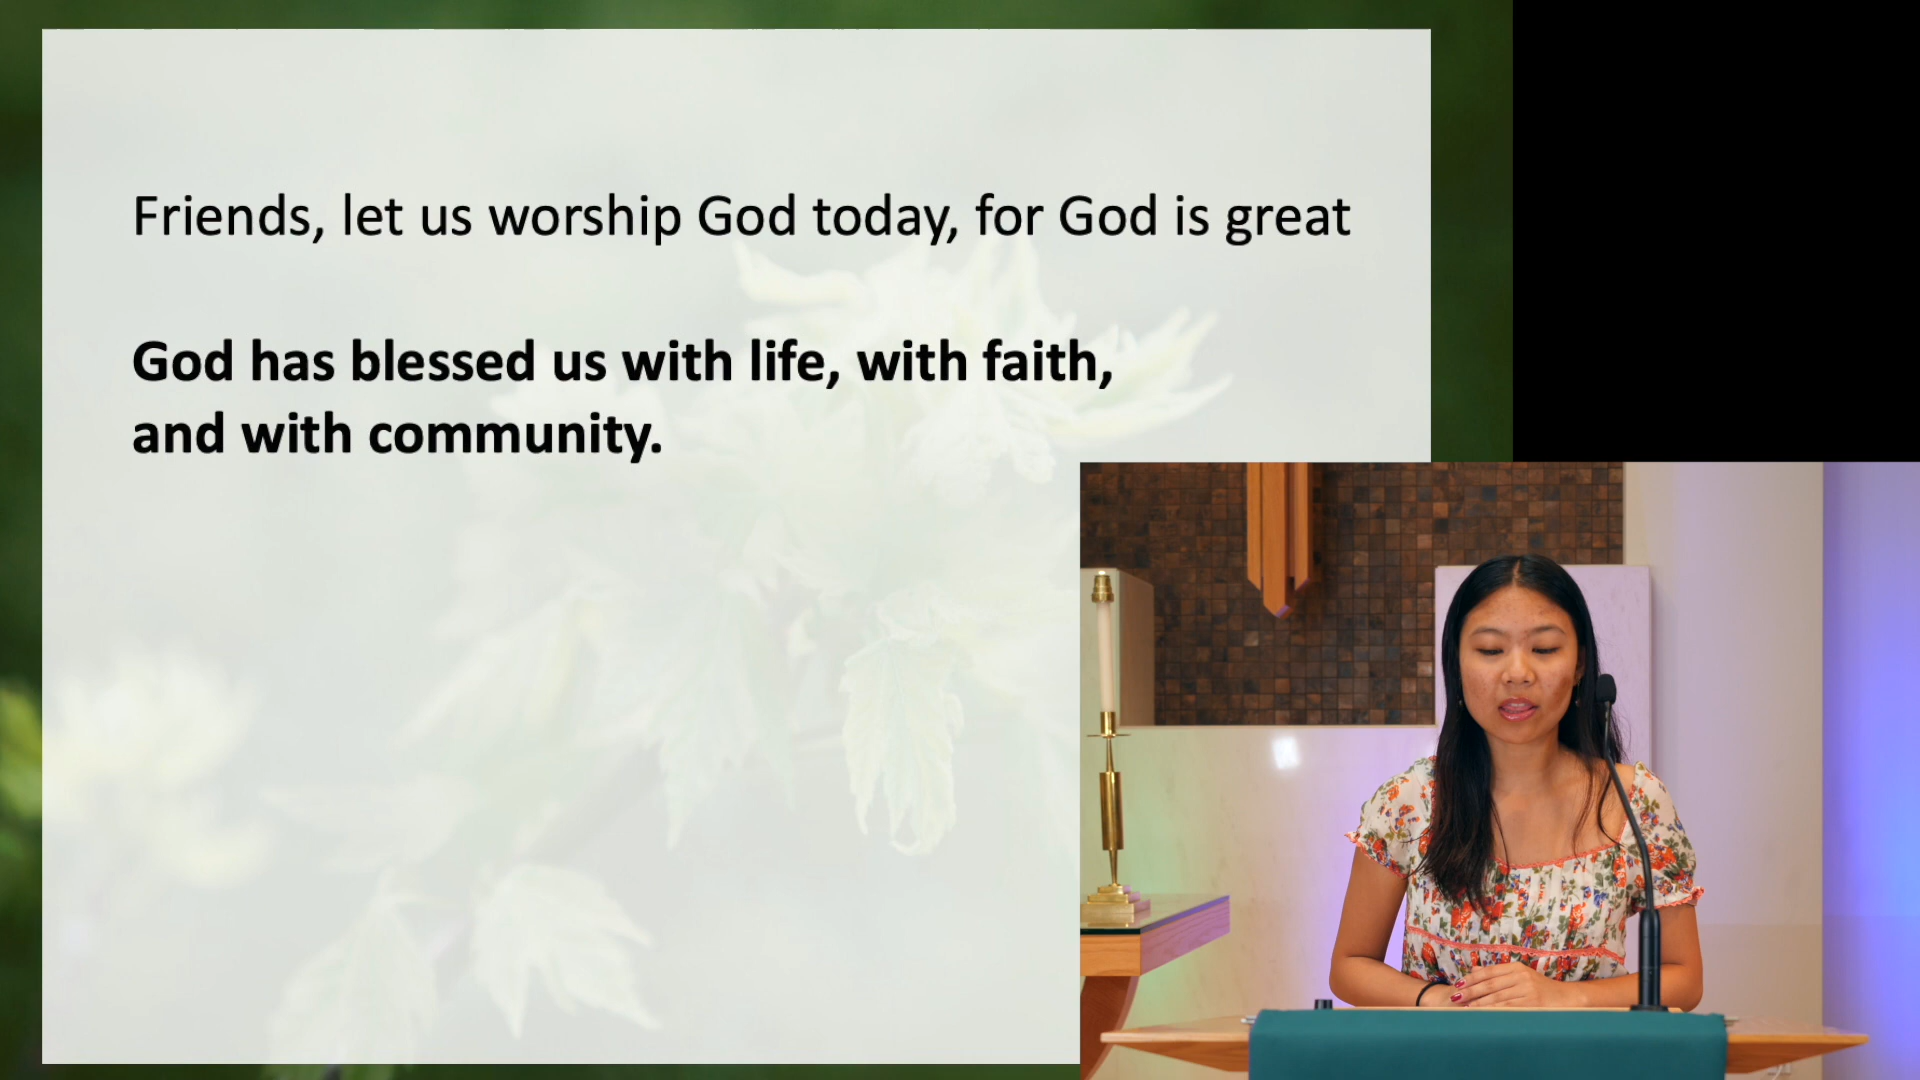 Friends, let us worship God today, for God is great
God has blessed us with life, with faith,
and with community.